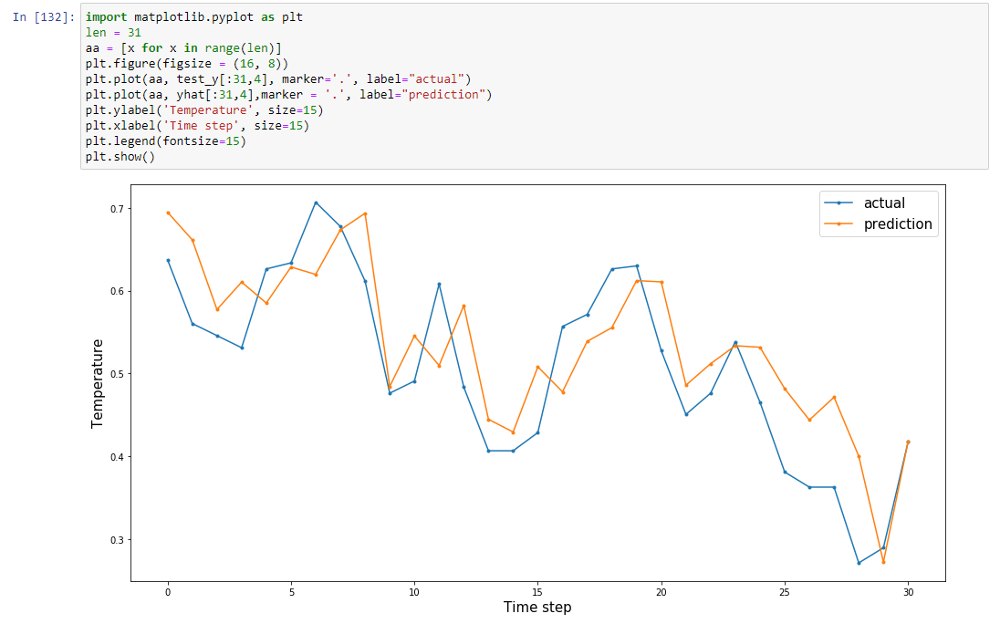 In [132]:
import matplotlib.pyplot as plt
len = 31
aa = [x for x in range(len)]
plt.figure(figsize = (16, 8))
plt.plot(aa, test_y[:31,4], marker='.', label="actual")
plt.plot(aa, yhat[:31,4],marker = '.', label="prediction")
plt.ylabel('Temperature', size=15)
plt.xlabel('Time step', size=15)
plt.legend(fontsize=15)
plt.show()
actual
prediction
0.7
0.6
0.5
0.4
0.3
Temperature
0 5 10 15 20 25 30
Time step